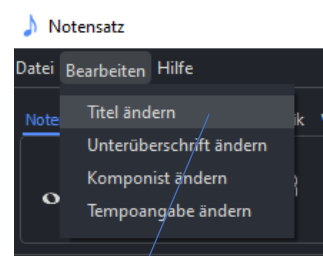 Notensatz
Datei Bearbeiten Hilfe
Titel ändern
Unterüberschrift ändern
Komponist ändern
Tempoangabe ändern